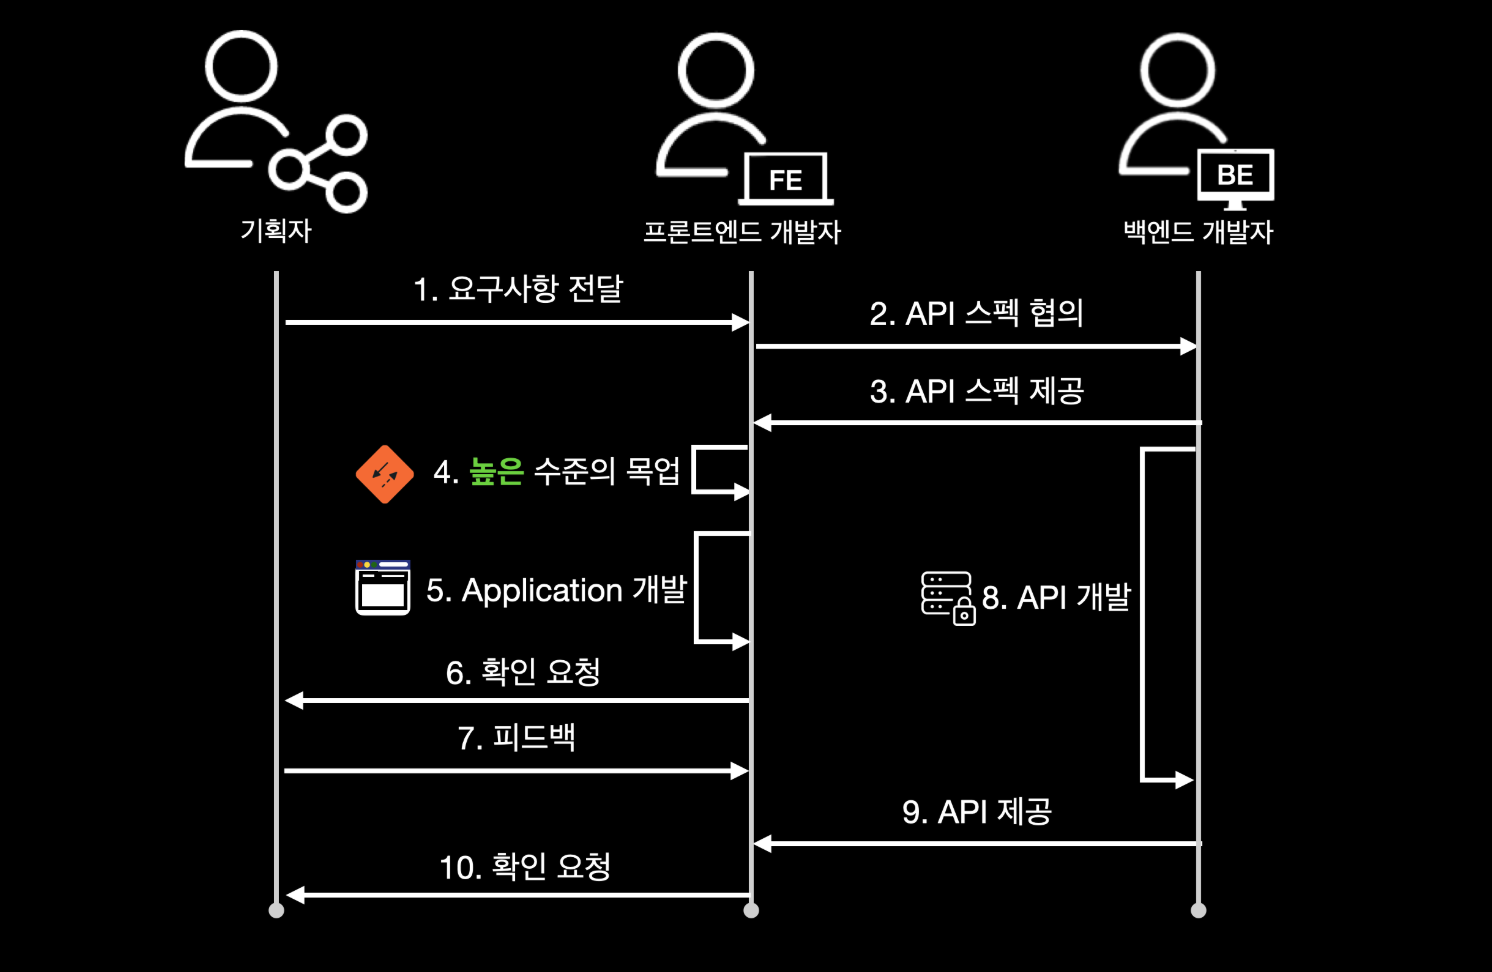 FE
BE
기획자
프론트엔드 개발자
백엔드 개발자
1. 요구사항 전달
2. API 스펙 협의
3. API 스펙 제공
4. 높은 수준의 목업
5. Application 개발
8. API 개발
6. 확인 요청
7. 피드백
9. API 제공
10. 확인 요청